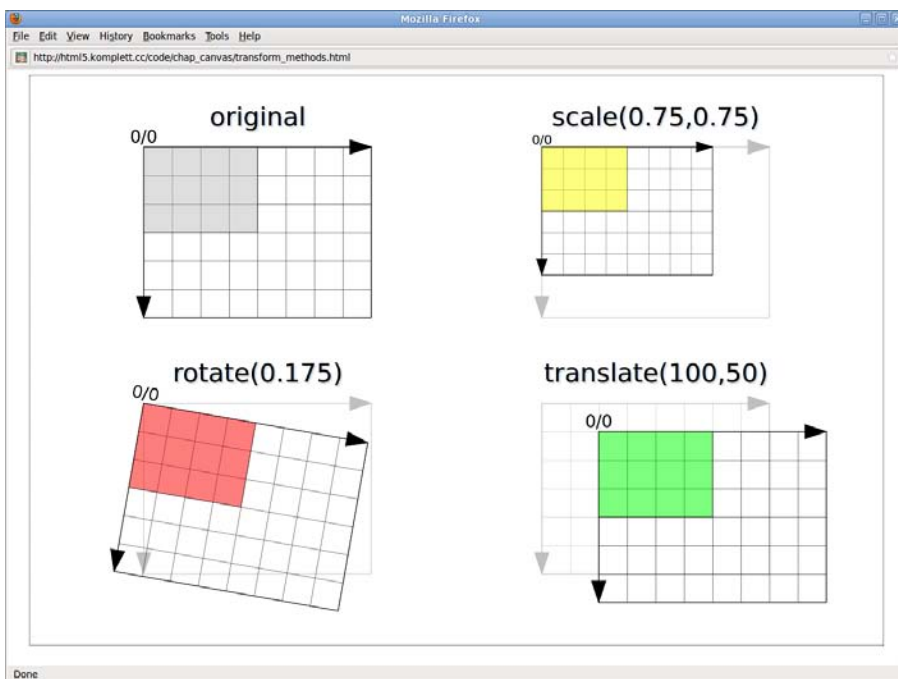 Mozilla Firefox
File Edit View History Bookmarks Tools Help
http://html5.komplett.cc/code/chap_canvas/transform_methods.html
original
0/0
scale(0.75,0.75)
0/0
rotate(0.175)
0/0
translate(100,50)
0/0
Done